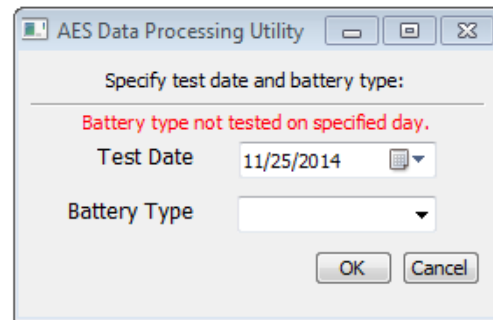 AES Data Processing Utility
Specify test date and battery type:
Battery type not tested on specified day.
Test Date 11/25/2014
Battery Type
OK Cancel